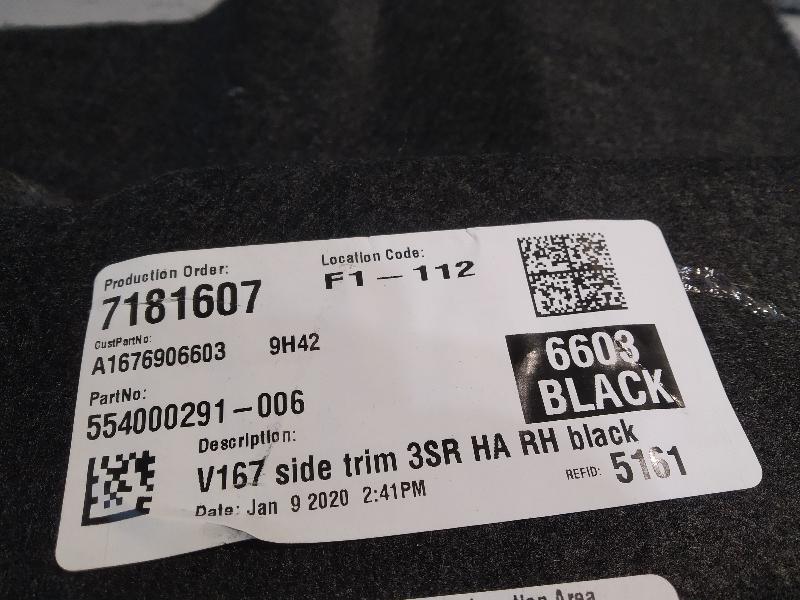 Production Order:
7181607
Location Code:
F1-112
CustPartNo:
A1676906603 9H42
6603
BLACK
PartNo:
554000291-006
Description:
V167 side trim 3SR HA RH black
Date: Jan 9 2020 2:41PM
REFID: 5161
Area